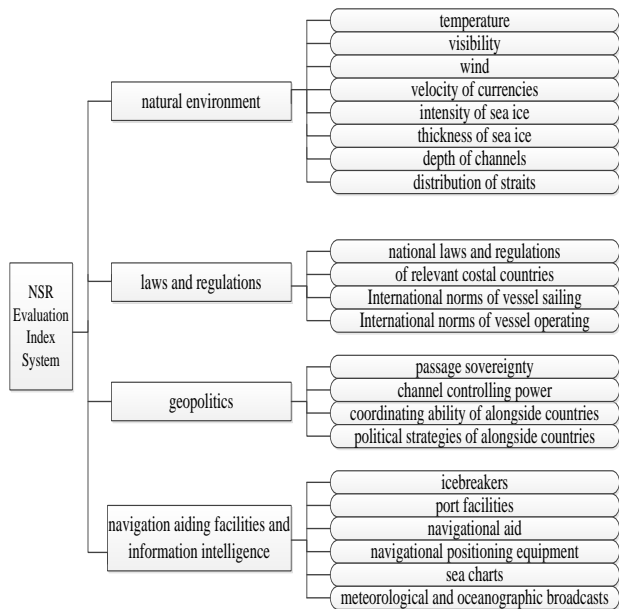 NSR
Evaluation
Index
System
natural environment
temperature
visibility
wind
velocity of currencies
intensity of sea ice
thickness of sea ice
depth of channels
distribution of straits
laws and regulations
national laws and regulations
of relevant costal countries
International norms of vessel sailing
International norms of vessel operating
geopolitics
passage sovereignty
channel controlling power
coordinating ability of alongside countries
political strategies of alongside countries
navigation aiding facilities and
information intelligence
icebreakers
port facilities
navigational aid
navigational positioning equipment
sea charts
meteorological and oceanographic broadcasts